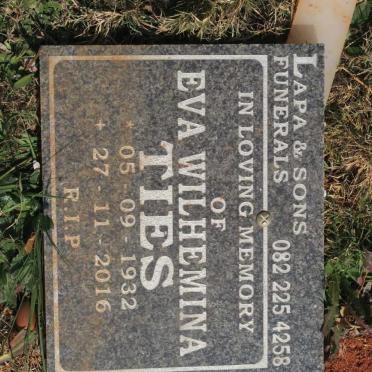 LAPA & SONS
FUNERALS 082 225 4258
IN LOVING MEMORY
OF
EVA WILHEMINA
TIES
* 05 - 09 - 1932
+ 27 - 11 - 2016
R I P